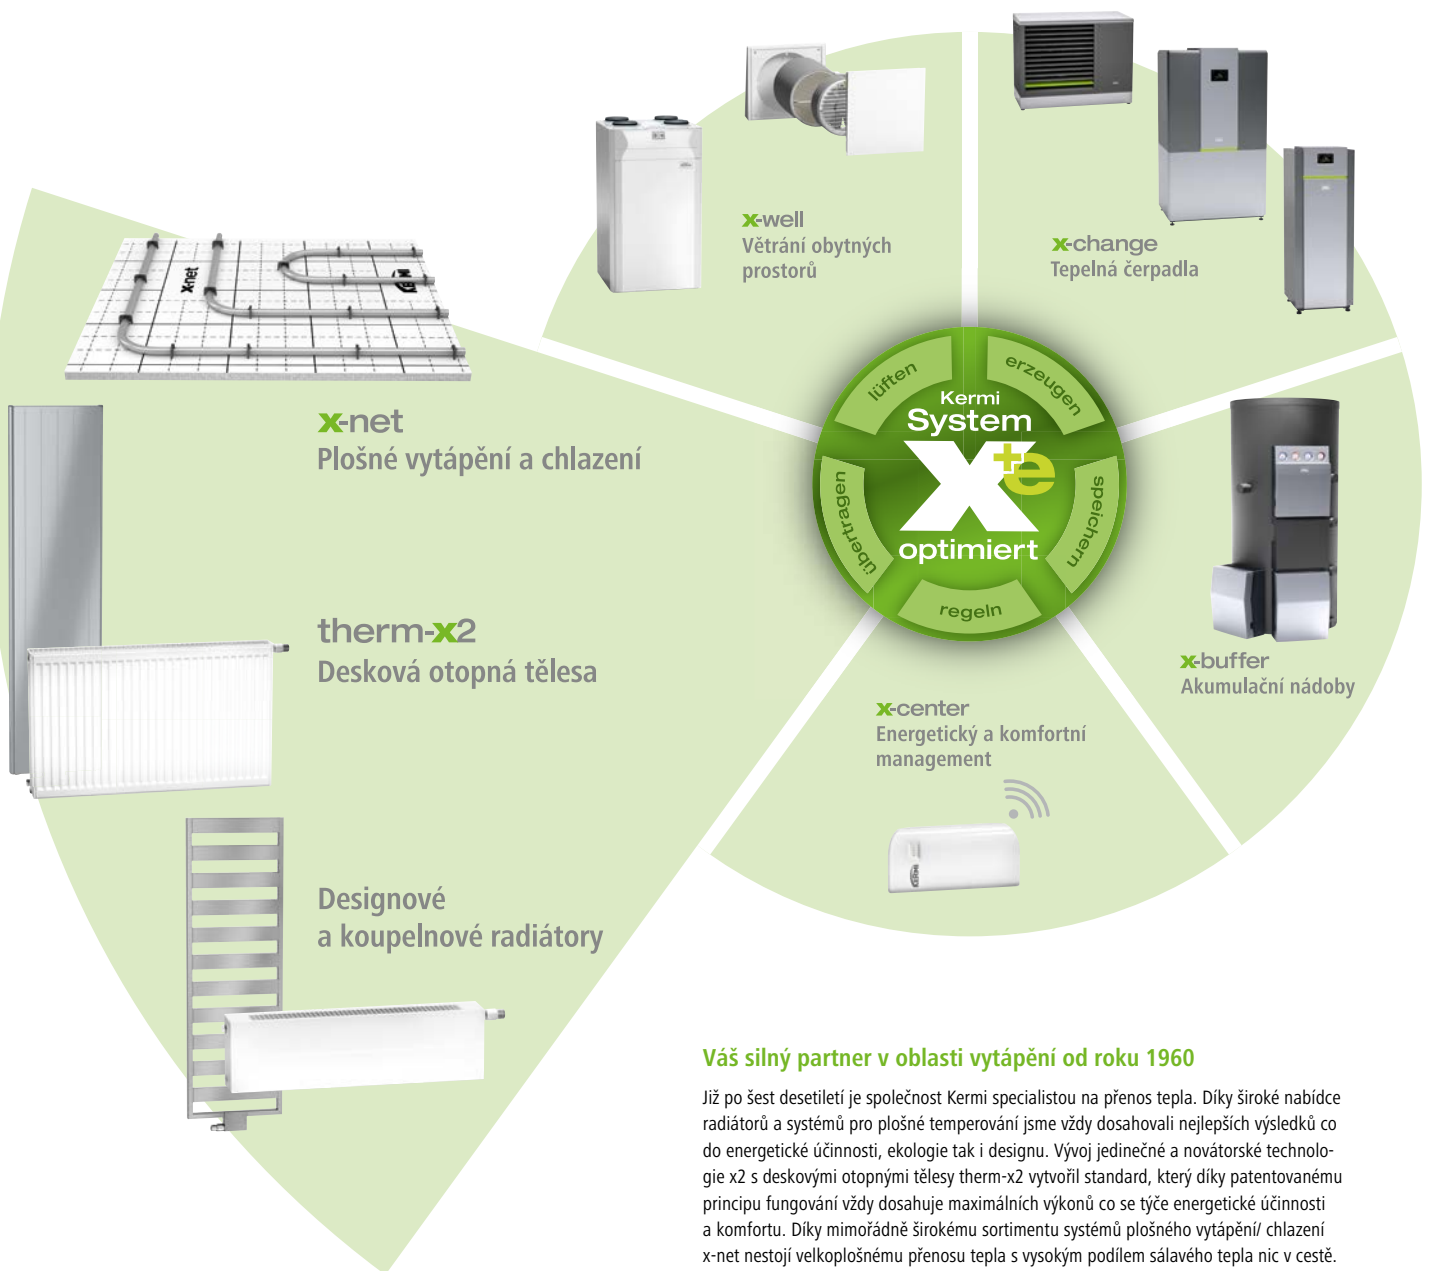 x-well
Větrání obytných
prostorů
x-change
Tepelná čerpadla
x-net
KERMI
x-net
Plošné vytápění a chlazení
lüften
erzeugen
Kermi
System
x+e
optimiert
übertragen
speichern
regeln
therm-x2
Desková otopná tělesa
x-buffer
Akumulační nádoby
x-center
Energetický a komfortní
management
KERMI
Designové
a koupelnové radiátory
Váš silný partner v oblasti vytápění od roku 1960
Již po šest desetiletí je společnost Kermi specialistou na přenos tepla. Díky široké nabídce
radiátorů a systémů pro plošné temperování jsme vždy dosahovali nejlepších výsledků co
do energetické účinnosti, ekologie tak i designu. Vývoj jedinečné a novátorské technolo-
gie x2 s deskovými otopnými tělesy therm-x2 vytvořil standard, který díky patentovanému
principu fungování vždy dosahuje maximálních výkonů co se týče energetické účinnosti
a komfortu. Díky mimořádně širokému sortimentu systémů plošného vytápění/ chlazení
x-net nestojí velkoplošnému přenosu tepla s vysokým podílem sálavého tepla nic v cestě.